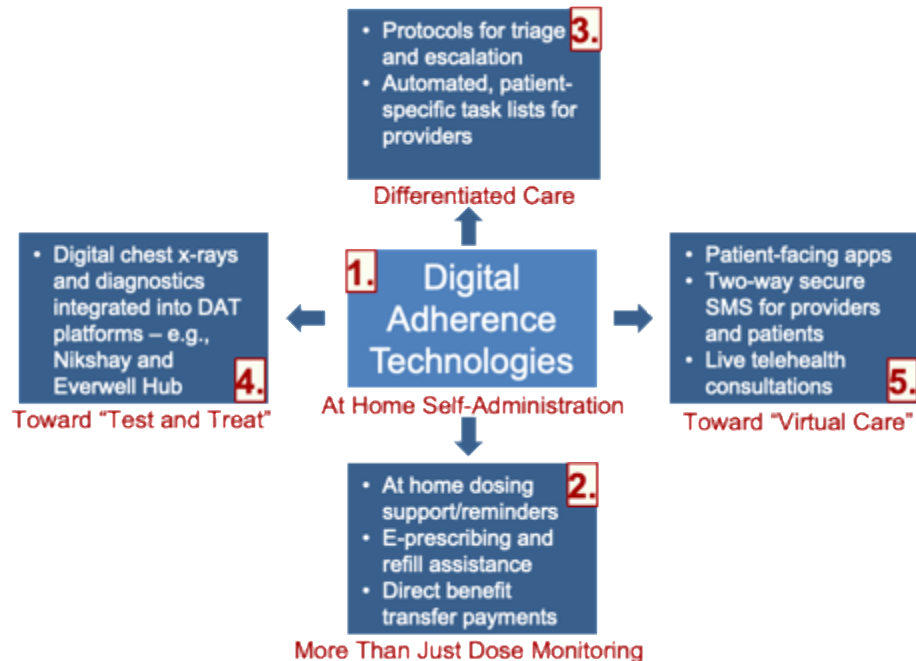 • Protocols for triage
and escalation
• Automated, patient-
specific task lists for
providers
3.
Differentiated Care
• Digital chest x-rays
and diagnostics
integrated into DAT
platforms – e.g.,
Nikshay and
Everwell Hub
4.
Toward “Test and Treat”
1.
Digital
Adherence
Technologies
At Home Self-Administration
• Patient-facing apps
• Two-way secure
SMS for providers
and patients
• Live telehealth
consultations
5.
Toward “Virtual Care”
• At home dosing
support/reminders
• E-prescribing and
refill assistance
• Direct benefit
transfer payments
2.
More Than Just Dose Monitoring